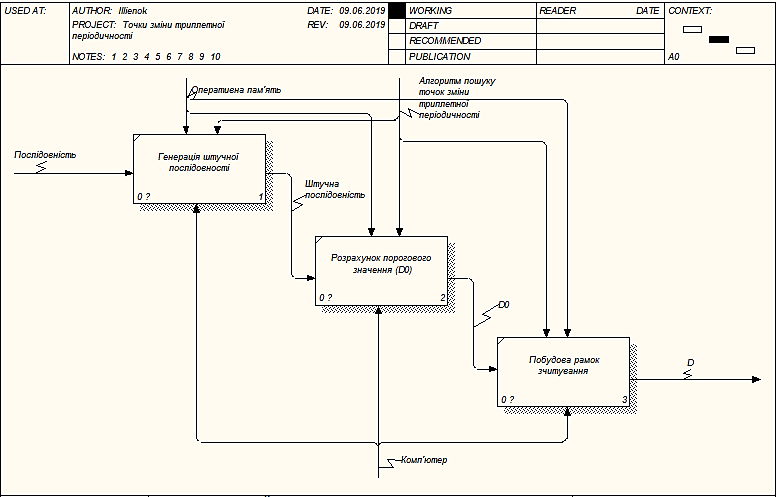 USED AT:
AUTHOR: Illienok
DATE: 09.06.2019
WORKING
READER
DATE
CONTEXT:
PROJECT: Точки зміни триплетної
періодичності
REV: 09.06.2019
DRAFT
RECOMMENDED
NOTES: 1 2 3 4 5 6 7 8 9 10
PUBLICATION
A0
Оперативна пам'ять
Алгоритм пошуку
точок зміни
триплетної
періодичності
Послідовність
Генерація штучної
послідовності
0 ?
1
Штучна
послідовність
Розрахунок порогового
значення (D0)
0 ?
2
D0
Побудова рамок
зчитування
0 ?
3
D
Комп'ютер